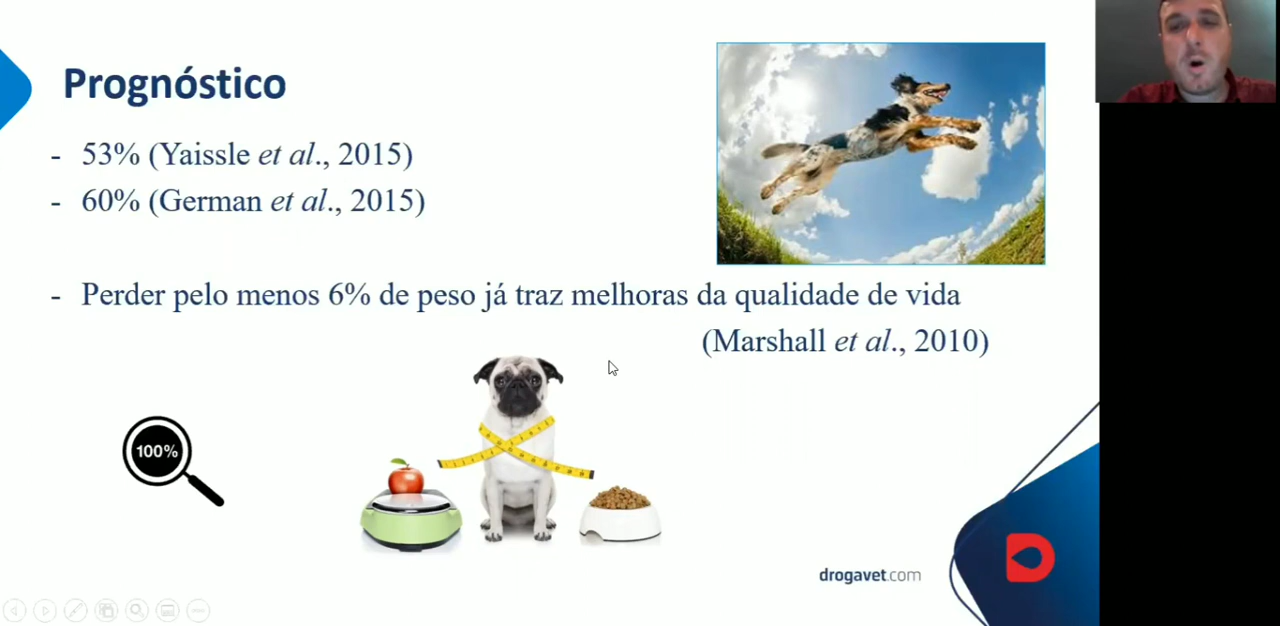 Prognóstico
- 53% (Yaissle et al., 2015)
- 60% (German et al., 2015)
- Perder pelo menos 6% de peso já traz melhoras da qualidade de vida
(Marshall et al., 2010)
100%
drogavet.com